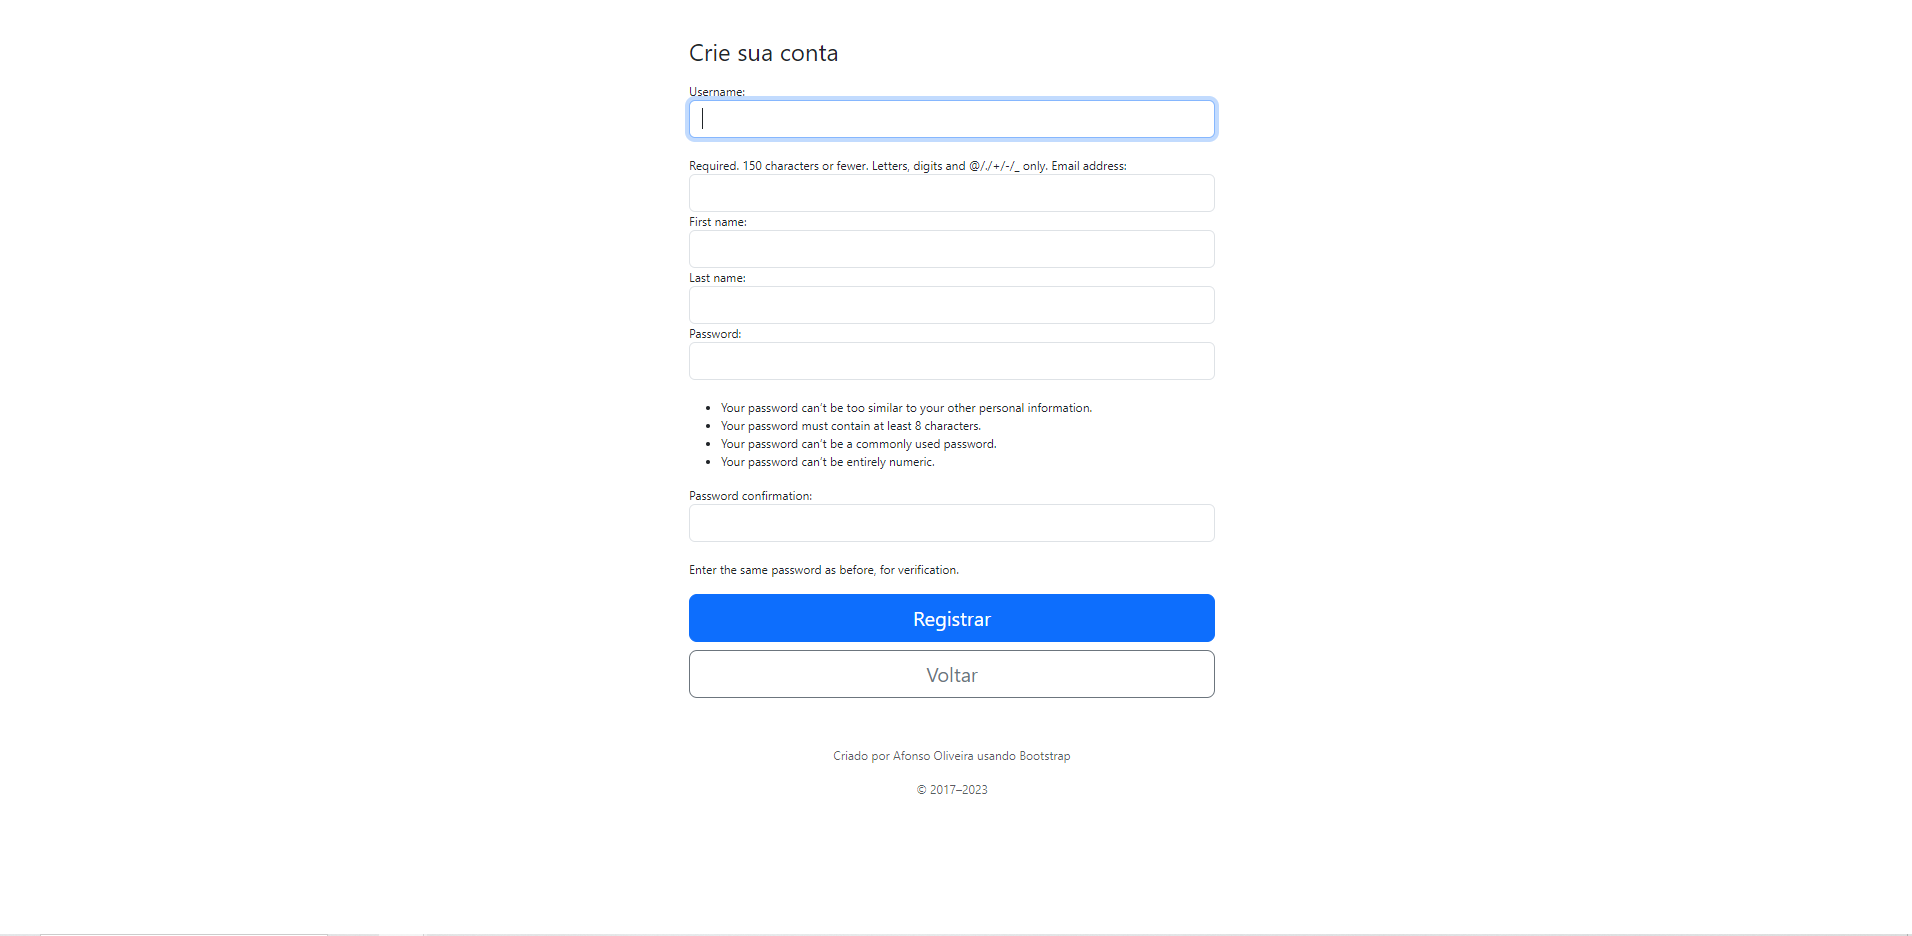 Crie sua conta
Username:
Required. 150 characters or fewer. Letters, digits and @/./+/-/_ only. Email address:
First name:
Last name:
Password:
• Your password can’t be too similar to your other personal information.
• Your password must contain at least 8 characters.
• Your password can’t be a commonly used password.
• Your password can’t be entirely numeric.
Password confirmation:
Enter the same password as before, for verification.
Registrar
Voltar
Criado por Afonso Oliveira usando Bootstrap
© 2017–2023